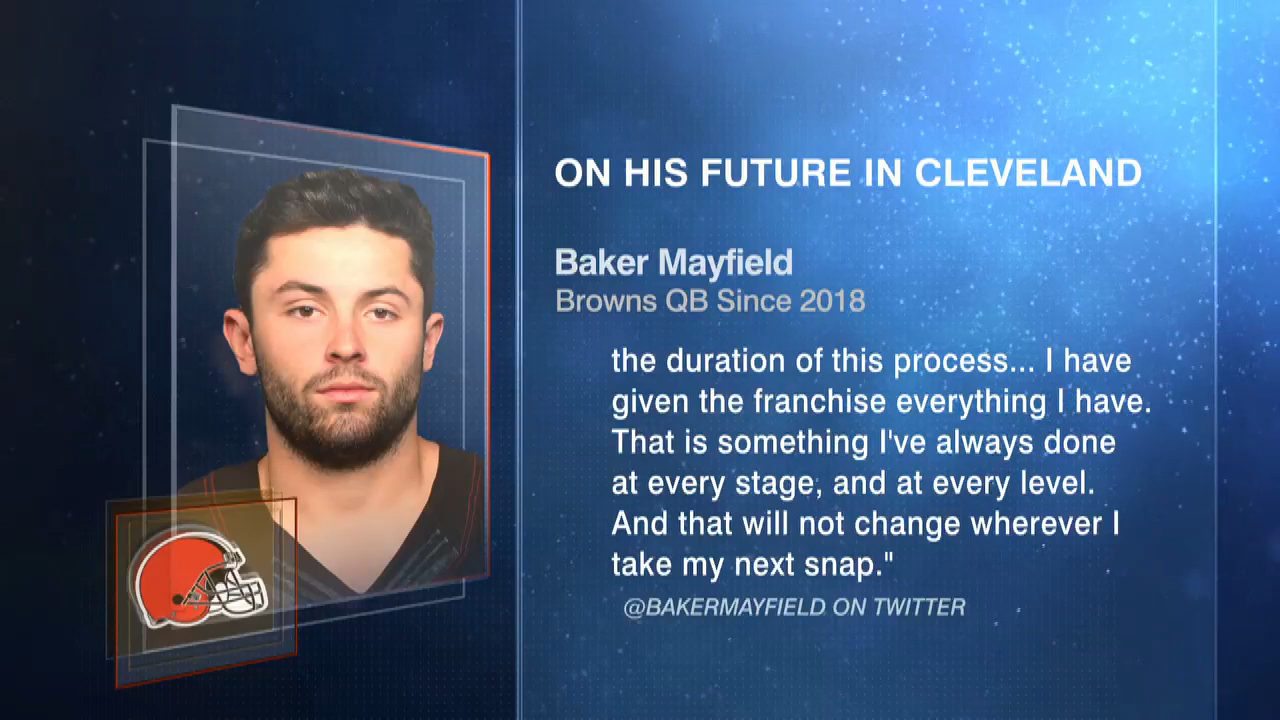 ON HIS FUTURE IN CLEVELAND
Baker Mayfield
Browns QB Since 2018
the duration of this process... I have
given the franchise everything I have.
That is something I've always done
at every stage, and at every level.
And that will not change wherever I
take my next snap."
@BAKERMAYFIELD ON TWITTER